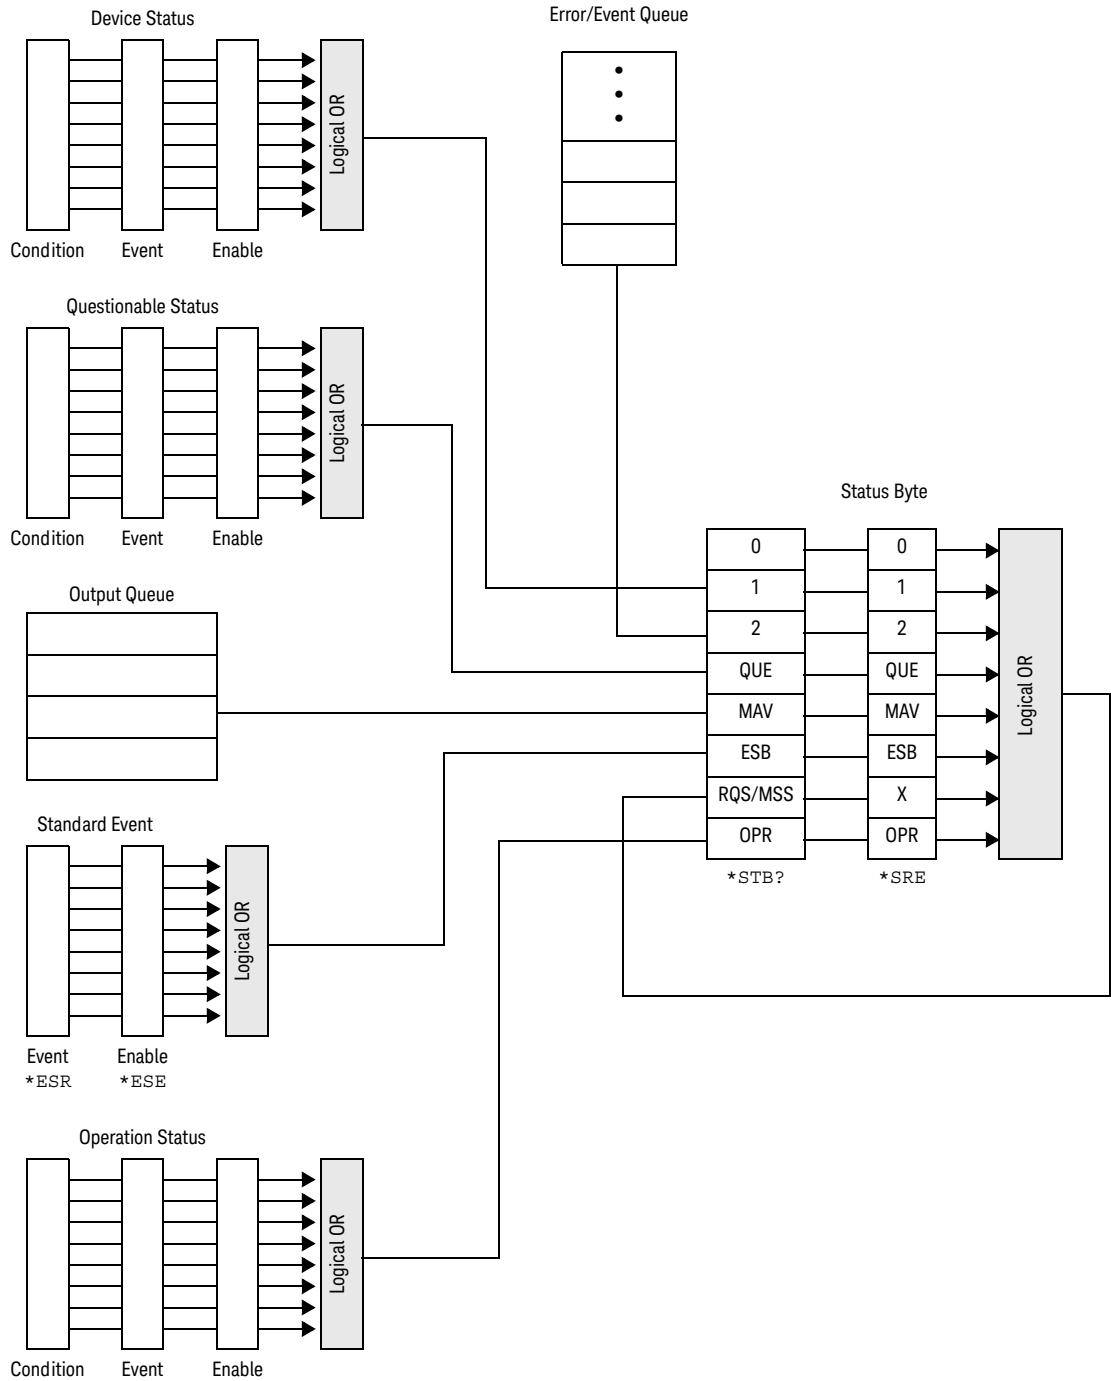 Device Status
Logical OR
Condition Event Enable
Error/Event Queue
Questionable Status
Logical OR
Condition Event Enable
Output Queue
Standard Event
Logical OR
Event Enable
*ESR *ESE
Operation Status
Logical OR
Condition Event Enable
Status Byte
0 0
1 1
2 2
QUE QUE
MAV MAV
ESB ESB
RQS/MSS X
OPR OPR
*STB? *SRE
Logical OR